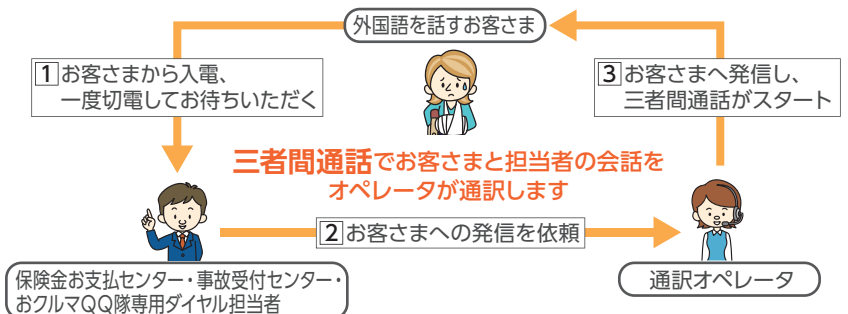 外国語を話すお客さま
1 お客さまから入電、
一度切電してお待ちいただく
3 お客さまへ発信し、
三者間通話がスタート
三者間通話でお客さまと担当者の会話を
オペレータが通訳します
2 お客さまへの発信を依頼
保険金お支払センター・事故受付センター・
おクルマQQ隊専用ダイヤル担当者
通訳オペレータ